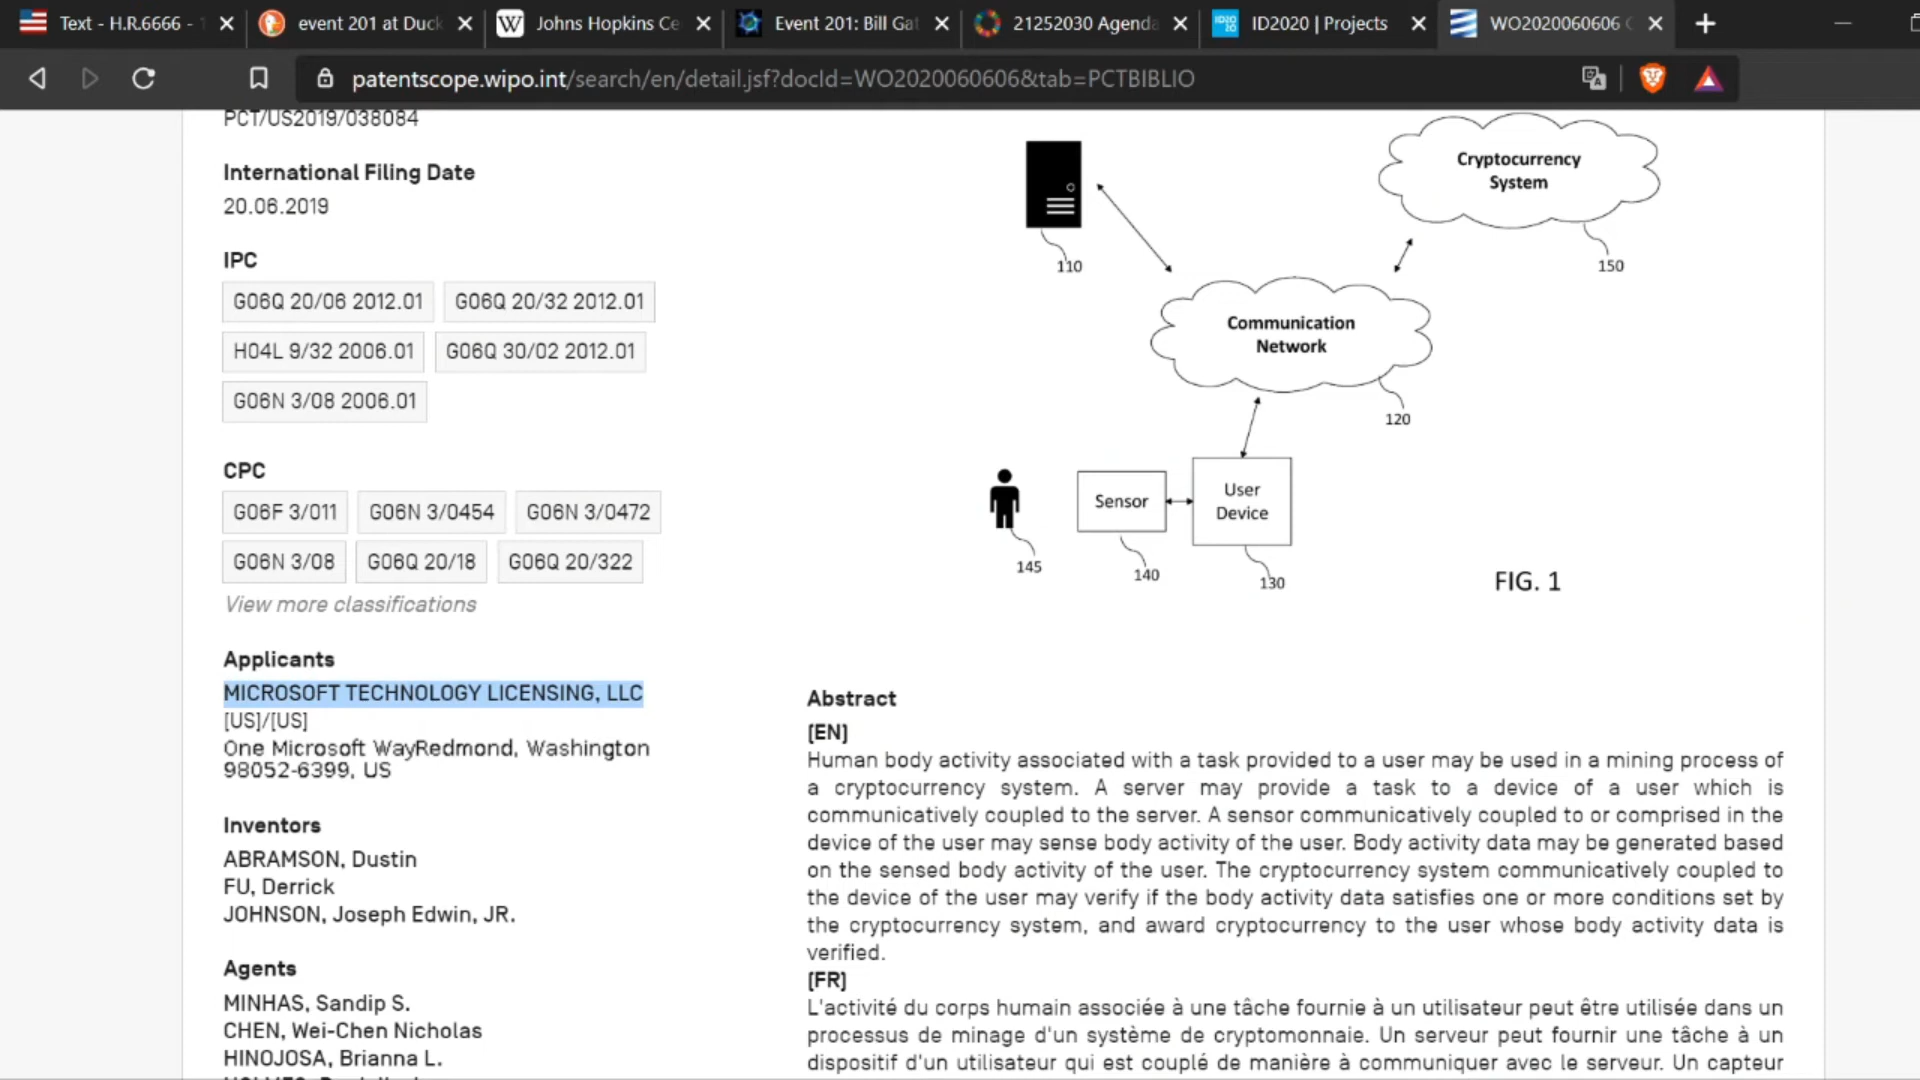 Text - H.R.6666 -
event 201 at Duck
Johns Hopkins Ce
Event 201: Bill Gat
21252030 Agenda
ID2020 | Projects
WO2020060606
patentscope.wipo.int/search/en/detail.jsf?docId=WO2020060606&tab=PCTBIBLIO
PCT/US2019/038084
International Filing Date
20.06.2019
IPC
G06Q 20/06 2012.01
G06Q 20/32 2012.01
H04L 9/32 2006.01
G06Q 30/02 2012.01
G06N 3/08 2006.01
CPC
G06F 3/011
G06N 3/0454
G06N 3/0472
G06N 3/08
G06Q 20/18
G06Q 20/322
View more classifications
Applicants
MICROSOFT TECHNOLOGY LICENSING, LLC
[US]/[US]
One Microsoft WayRedmond, Washington
98052-6399, US
Inventors
ABRAMSON, Dustin
FU, Derrick
JOHNSON, Joseph Edwin, JR.
Agents
MINHAS, Sandip S.
CHEN, Wei-Chen Nicholas
HINOJOSA, Brianna L.
Cryptocurrency
System
110
150
Communication
Network
120
Sensor
User
Device
145
140
130
FIG. 1
Abstract
[EN]
Human body activity associated with a task provided to a user may be used in a mining process of
a cryptocurrency system. A server may provide a task to a device of a user which is
communicatively coupled to the server. A sensor communicatively coupled to or comprised in the
device of the user may sense body activity of the user. Body activity data may be generated based
on the sensed body activity of the user. The cryptocurrency system communicatively coupled to
the device of the user may verify if the body activity data satisfies one or more conditions set by
the cryptocurrency system, and award cryptocurrency to the user whose body activity data is
verified.
[FR]
L'activité du corps humain associée à une tâche fournie à un utilisateur peut être utilisée dans un
processus de minage d'un système de cryptomonnaie. Un serveur peut fournir une tâche à un
dispositif d'un utilisateur qui est couplé de manière à communiquer avec le serveur. Un capteur